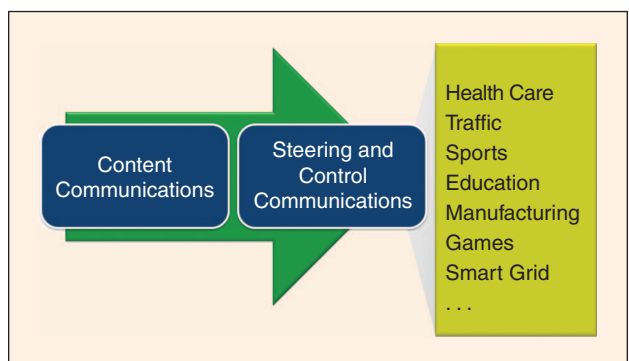 Content
Communications
Steering and
Control
Communications
Health Care
Traffic
Sports
Education
Manufacturing
Games
Smart Grid
. . .